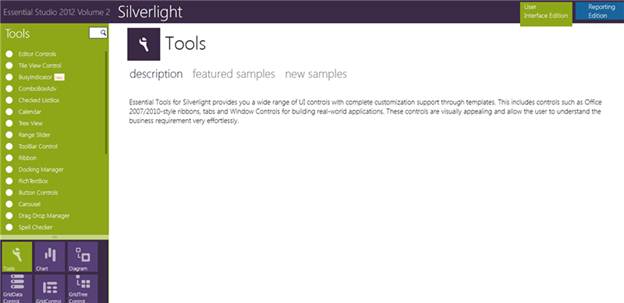 Essential Studio 2012 Volume 2
Silverlight
User
Interface Edition
Reporting
Edition
Tools
Editor Controls
Tile View Control
BusyIndicator
ComboBoxAdv
Checked ListBox
Calendar
Tree View
Range Slider
ToolBar Control
Ribbon
Docking Manager
RichTextBox
Button Controls
Carousel
Drag Drop Manager
Spell Checker
Tools
Chart
Diagram
GridData
Control
GridControl
GridTree
Control
Tools
description featured samples new samples
Essential Tools for Silverlight provides you a wide range of UI controls with complete customization support through templates. This includes controls such as Office
2007/2010-style ribbons, tabs and Window Controls for building real-world applications. These controls are visually appealing and allow the user to understand the
business requirement very effortlessly.